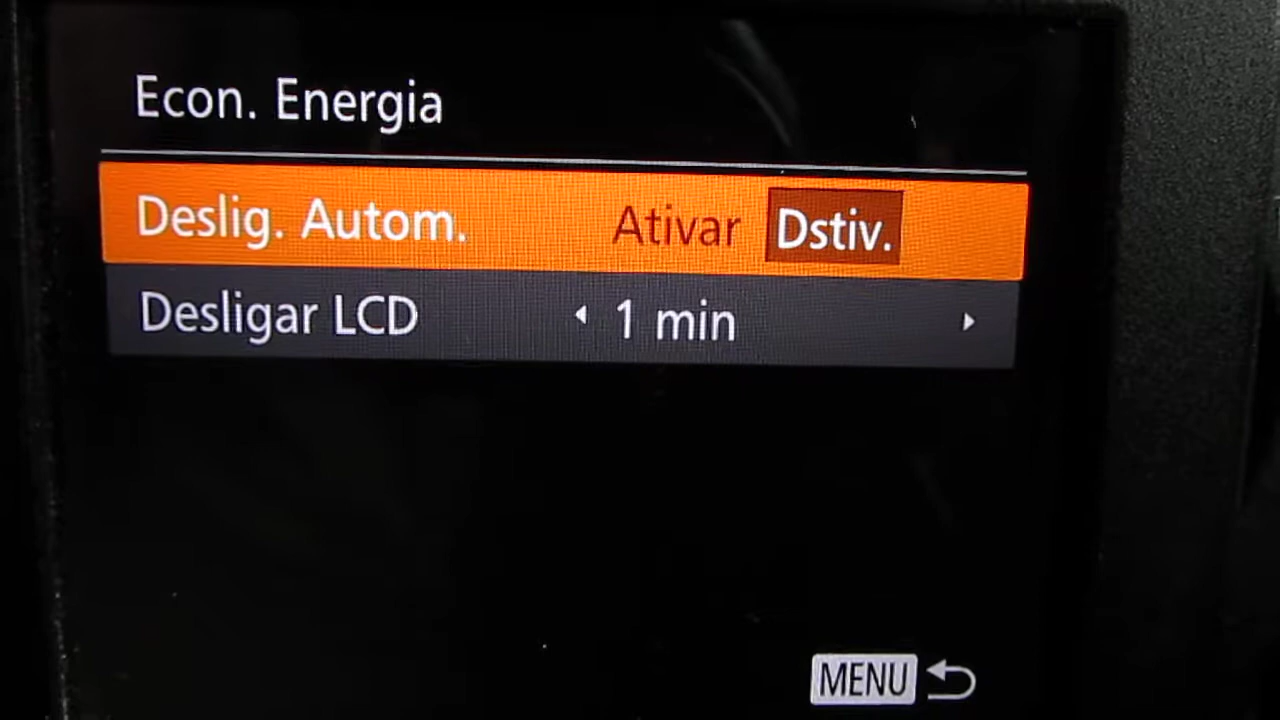 Econ. Energia
Deslig. Autom. Ativar Dstiv.
Desligar LCD 1 min
MENU